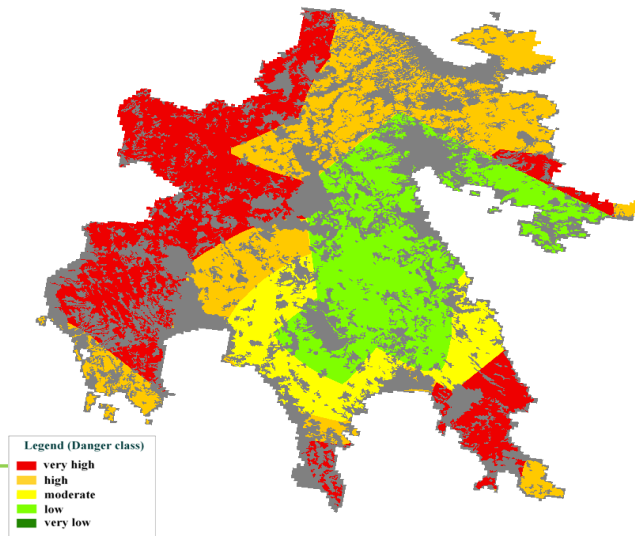 Legend (Danger class)
very high
high
moderate
low
very low